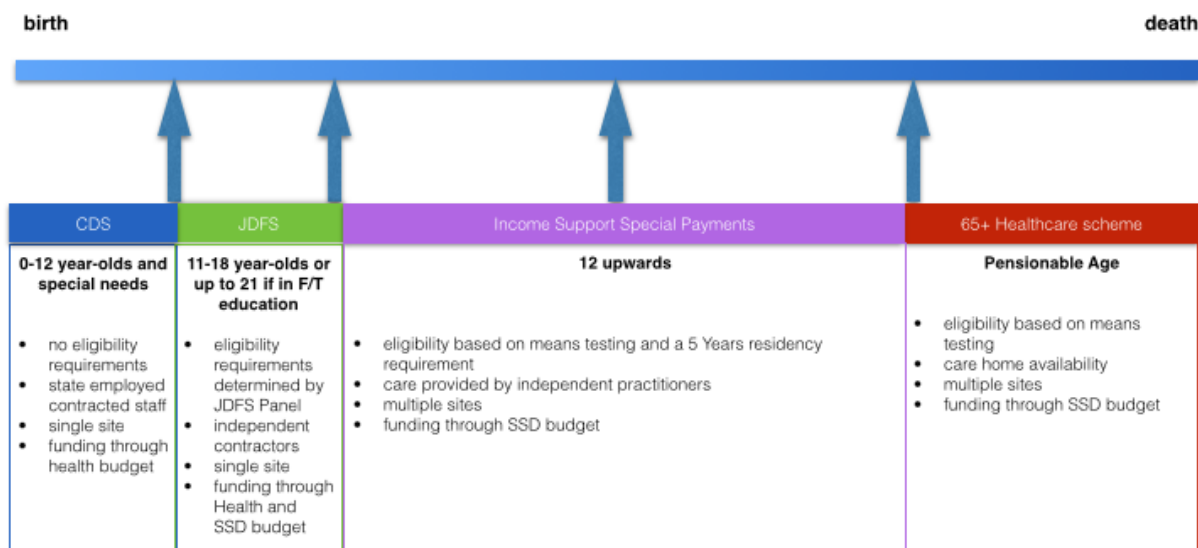 birth
death
CDS
JDFS
Income Support Special Payments
65+ Healthcare scheme
0-12 year-olds and
special needs
• no eligibility
requirements
• state employed
contracted staff
• single site
• funding through
health budget
11-18 year-olds or
up to 21 if in F/T
education
• eligibility
requirements
determined by
JDFS Panel
• independent
contractors
• single site
• funding through
Health and
SSD budget
12 upwards
• eligibility based on means testing and a 5 Years residency
requirement
• care provided by independent practitioners
• multiple sites
• funding through SSD budget
Pensionable Age
• eligibility based on means
testing
• care home availability
• multiple sites
• funding through SSD budget